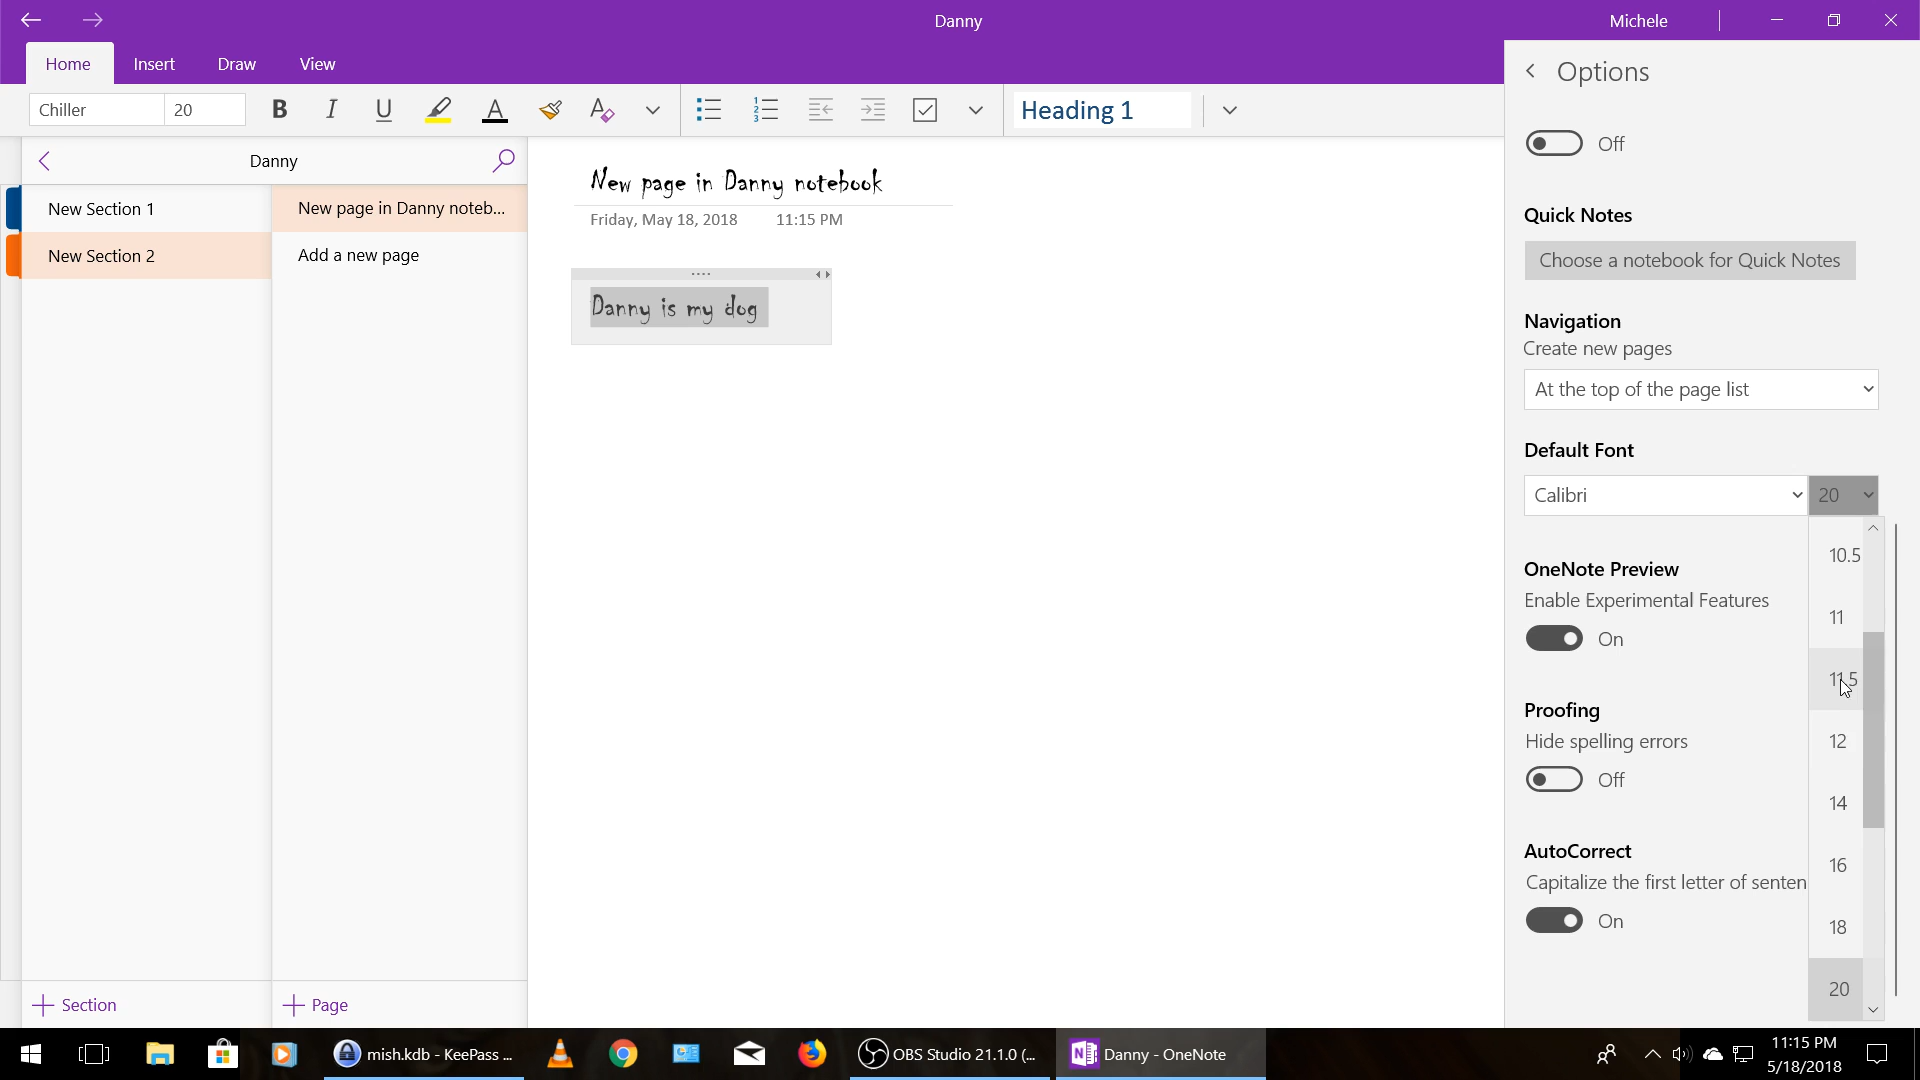 Danny
Michele
Home
Insert
Draw
View
Options
Chiller
20
B
I
U
A
A
Heading 1
Off
Danny
New Section 1
New page in Danny noteb...
New Section 2
Add a new page
New page in Danny notebook
Friday, May 18, 2018
11:15 PM
Danny is my dog
Quick Notes
Choose a notebook for Quick Notes
Navigation
Create new pages
At the top of the page list
Default Font
Calibri
20
10.5
11
11.5
12
14
16
18
20
OneNote Preview
Enable Experimental Features
On
Proofing
Hide spelling errors
Off
AutoCorrect
Capitalize the first letter of senten
On
Section
Page
mish.kdb - KeePass ...
OBS Studio 21.1.0 (...
Danny - OneNote
11:15 PM
5/18/2018